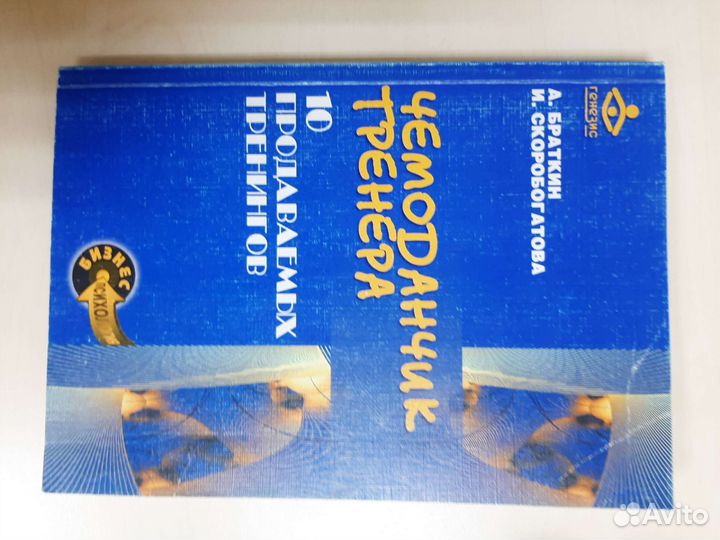 генезис
А. БРАТКИН
И. СКОРОБОГАТОВА
ЧЕМОДАНЧИК
ТРЕНЕРА
10
ПРОДАВАЕМЫХ
ТРЕНИНГОВ
БИЗНЕС
Avito